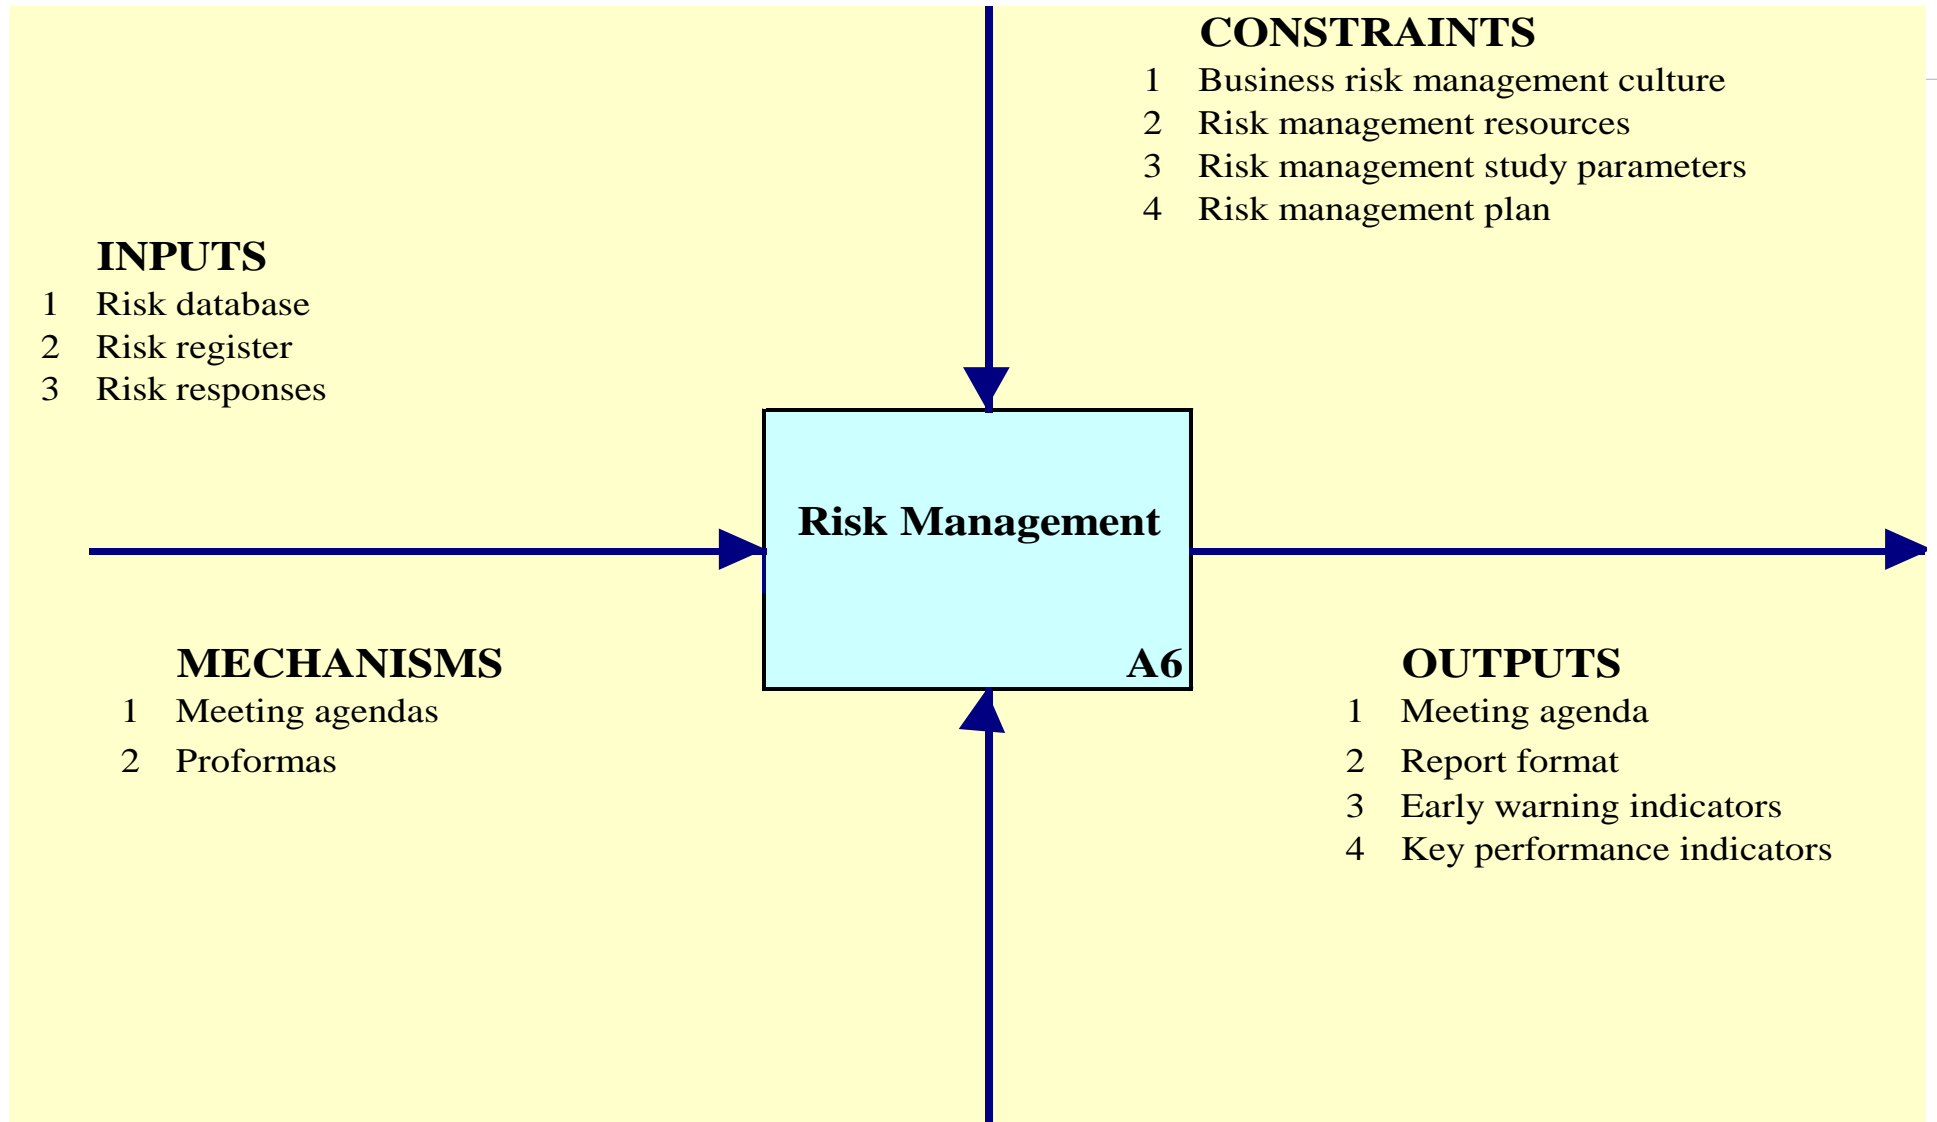 CONSTRAINTS
1 Business risk management culture
2 Risk management resources
3 Risk management study parameters
4 Risk management plan
INPUTS
1 Risk database
2 Risk register
3 Risk responses
Risk Management
A6
MECHANISMS
1 Meeting agendas
2 Proformas
OUTPUTS
1 Meeting agenda
2 Report format
3 Early warning indicators
4 Key performance indicators